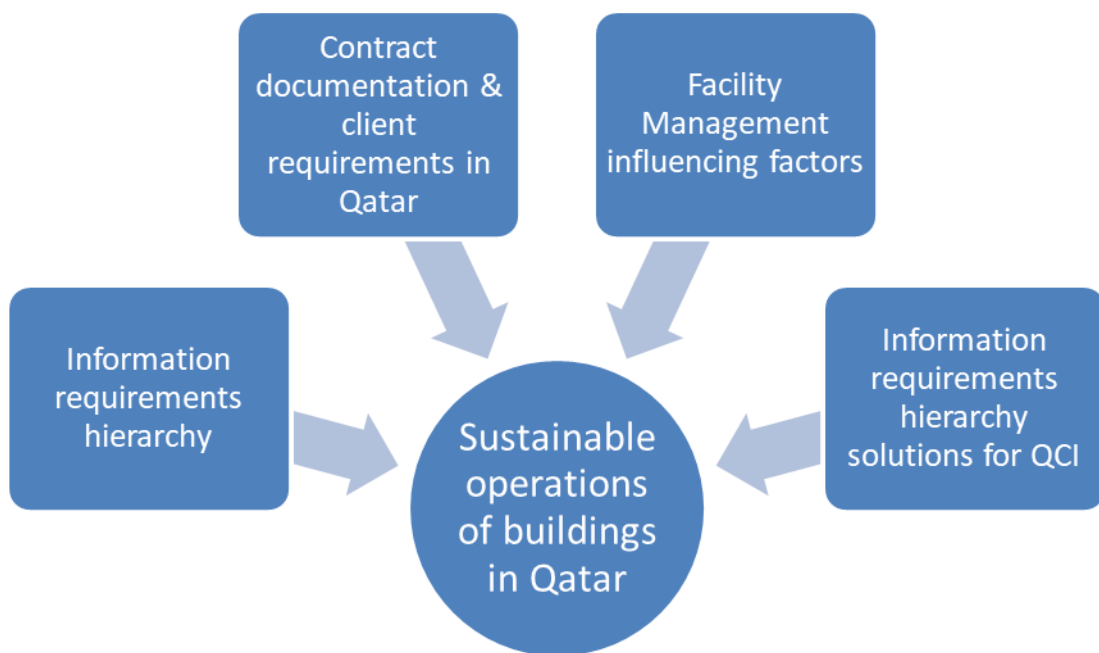 Contract
documentation &
client
requirements in
Qatar
Facility
Management
influencing factors
Information
requirements
hierarchy
Information
requirements
hierarchy
solutions for QCI
Sustainable
operations
of buildings
in Qatar